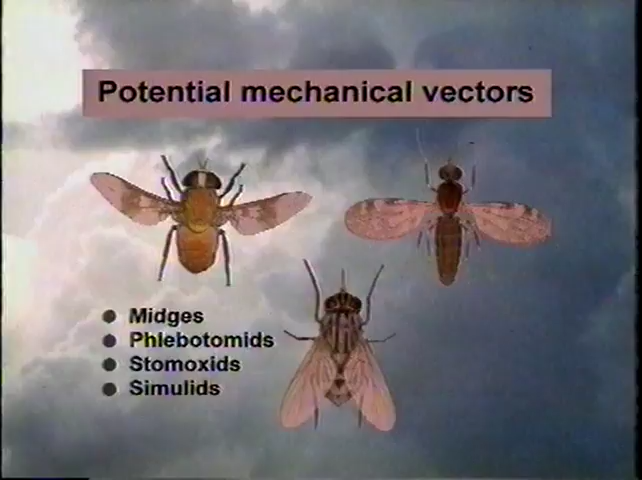 Potential mechanical vectors
Midges
Phlebotomids
Stomoxids
Simulids